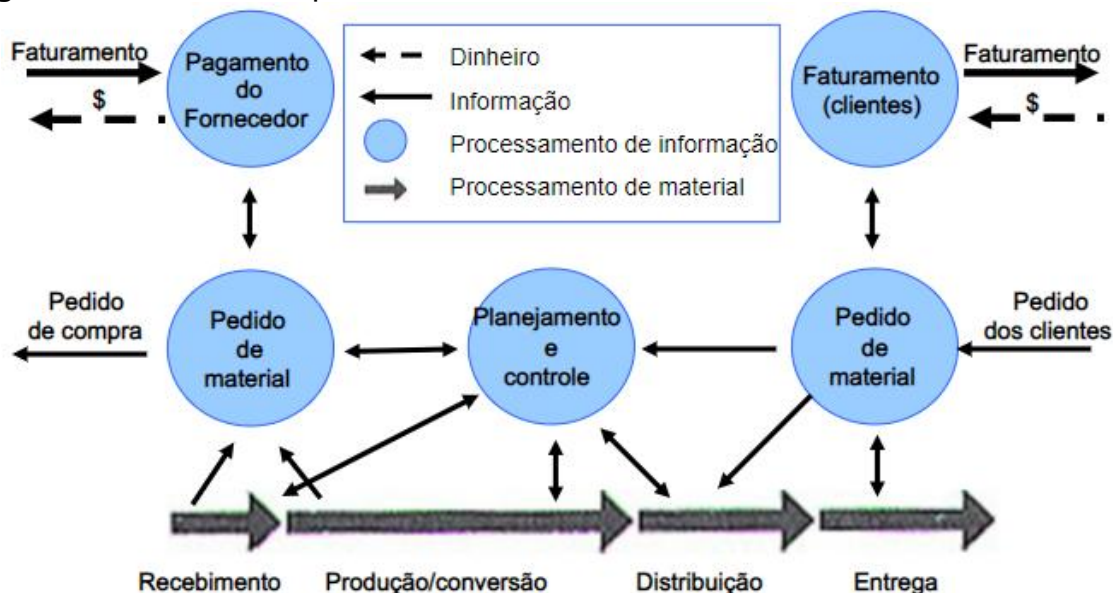 Faturamento
$
Pagamento
do
Fornecedor
Dinheiro
Informação
Processamento de informação
Processamento de material
Faturamento
(clientes)
Faturamento
$
Pedido
de compra
Pedido
de
material
Planejamento
e
controle
Pedido
de
material
Pedido
dos clientes
Recebimento
Produção/conversão
Distribuição
Entrega